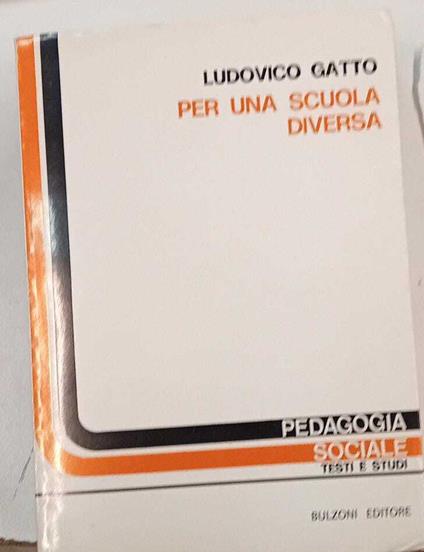 LUDOVICO GATTO
PER UNA SCUOLA
DIVERSA
PEDAGOGIA
SOCIALE
TESTI E STUDI
BULZONI EDITORE